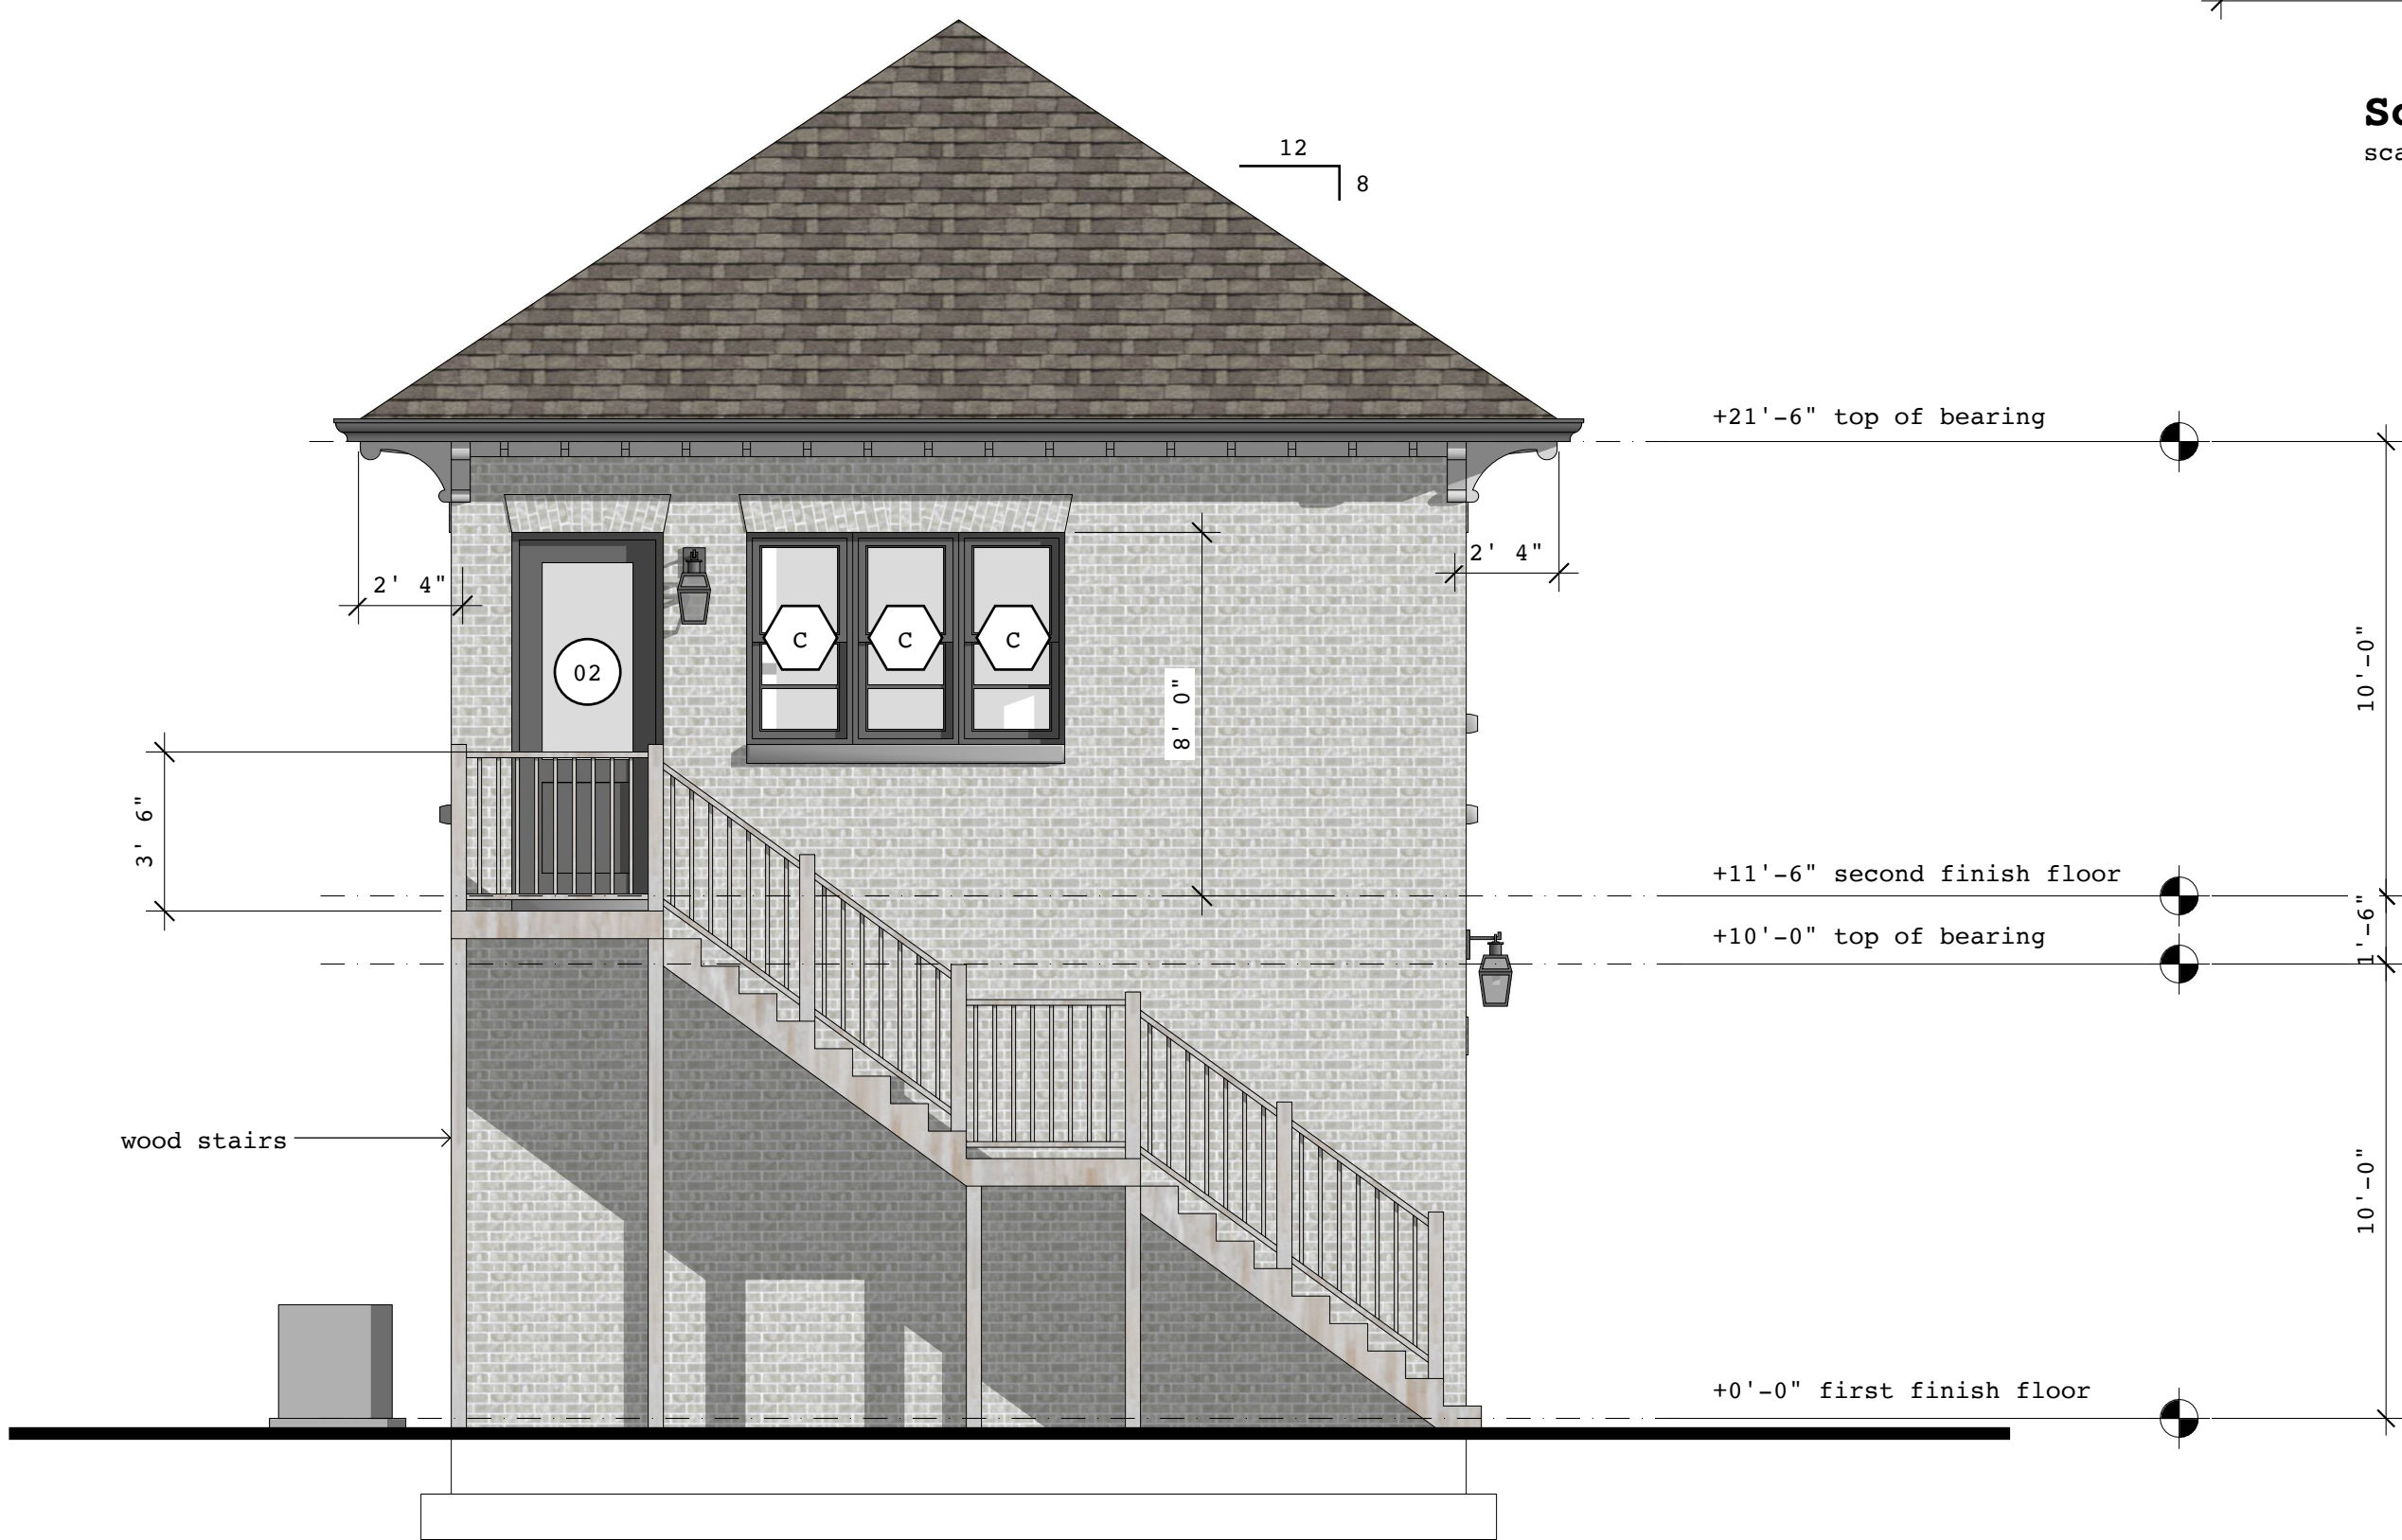 12
8
+21'-6" top of bearing
2' 4"
2' 4"
C
C
C
02
8' 0"
10'-0"
3' 6"
+11'-6" second finish floor
1'-6"
+10'-0" top of bearing
wood stairs
10'-0"
+0'-0" first finish floor